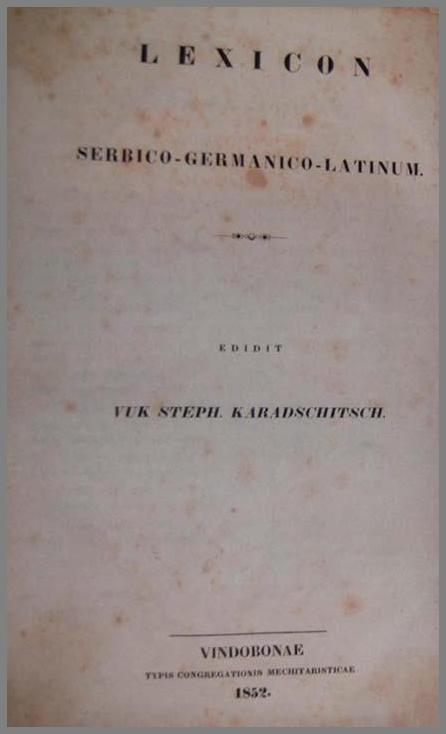 LEXICON
SERBICO-GERMANICO-LATINUM.
EDIDIT
VUK STEPH. KARADSCHITSCH.
VINDOBONAE
TYPIS CONGREGATIONIS MECHITARISTICAE
1852.